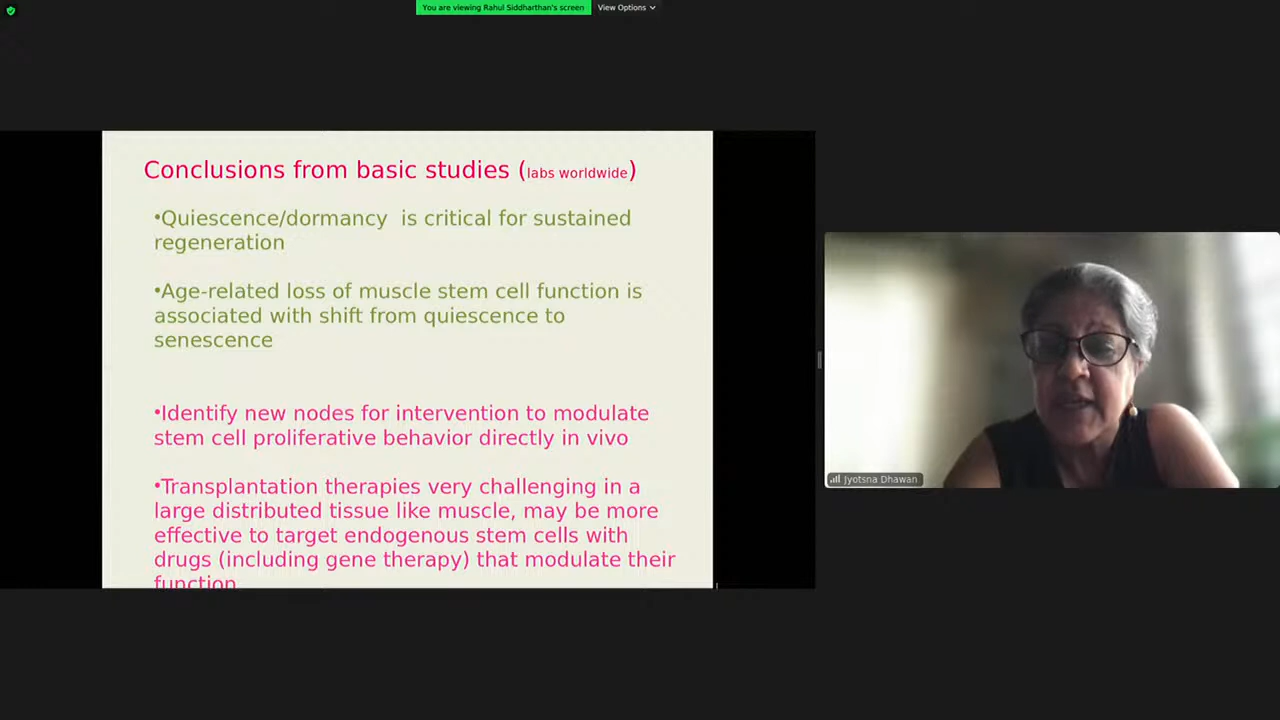 You are viewing Rahul Siddharthan's screen View Options
Conclusions from basic studies (labs worldwide)
•Quiescence/dormancy  is critical for sustained
regeneration
•Age-related loss of muscle stem cell function is
associated with shift from quiescence to
senescence
•Identify new nodes for intervention to modulate
stem cell proliferative behavior directly in vivo
•Transplantation therapies very challenging in a
large distributed tissue like muscle, may be more
effective to target endogenous stem cells with
drugs (including gene therapy) that modulate their
function
Jyotsna Dhawan